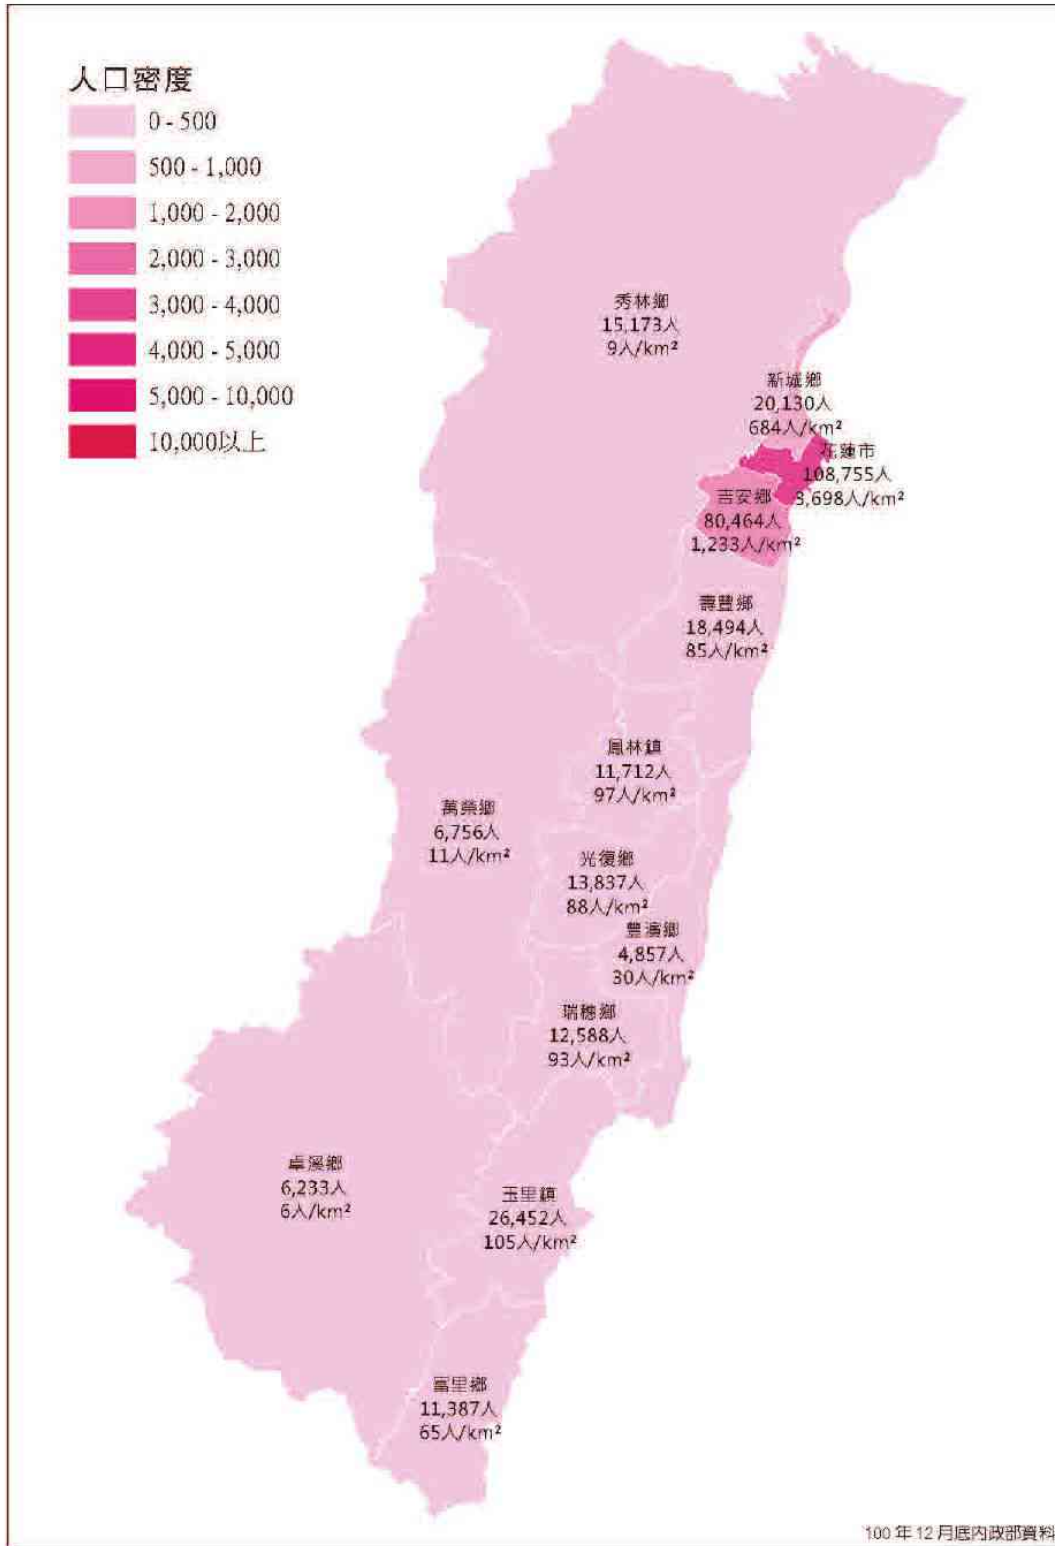 人口密度
0 - 500
500 - 1,000
1,000 - 2,000
2,000 - 3,000
3,000 - 4,000
4,000 - 5,000
5,000 - 10,000
10,000以上
秀林鄉
15,173人
9人/km²
新城鄉
20,130人
684人/km²
花蓮市
108,755人
3,698人/km²
吉安鄉
80,464人
1,233人/km²
壽豐鄉
18,494人
85人/km²
鳳林鎮
11,712人
97人/km²
萬榮鄉
6,756人
11人/km²
光復鄉
13,837人
88人/km²
豐濱鄉
4,857人
30人/km²
瑞穗鄉
12,588人
93人/km²
卓溪鄉
6,233人
6人/km²
玉里鎮
26,452人
105人/km²
富里鄉
11,387人
65人/km²
100 年 12 月底內政部資料